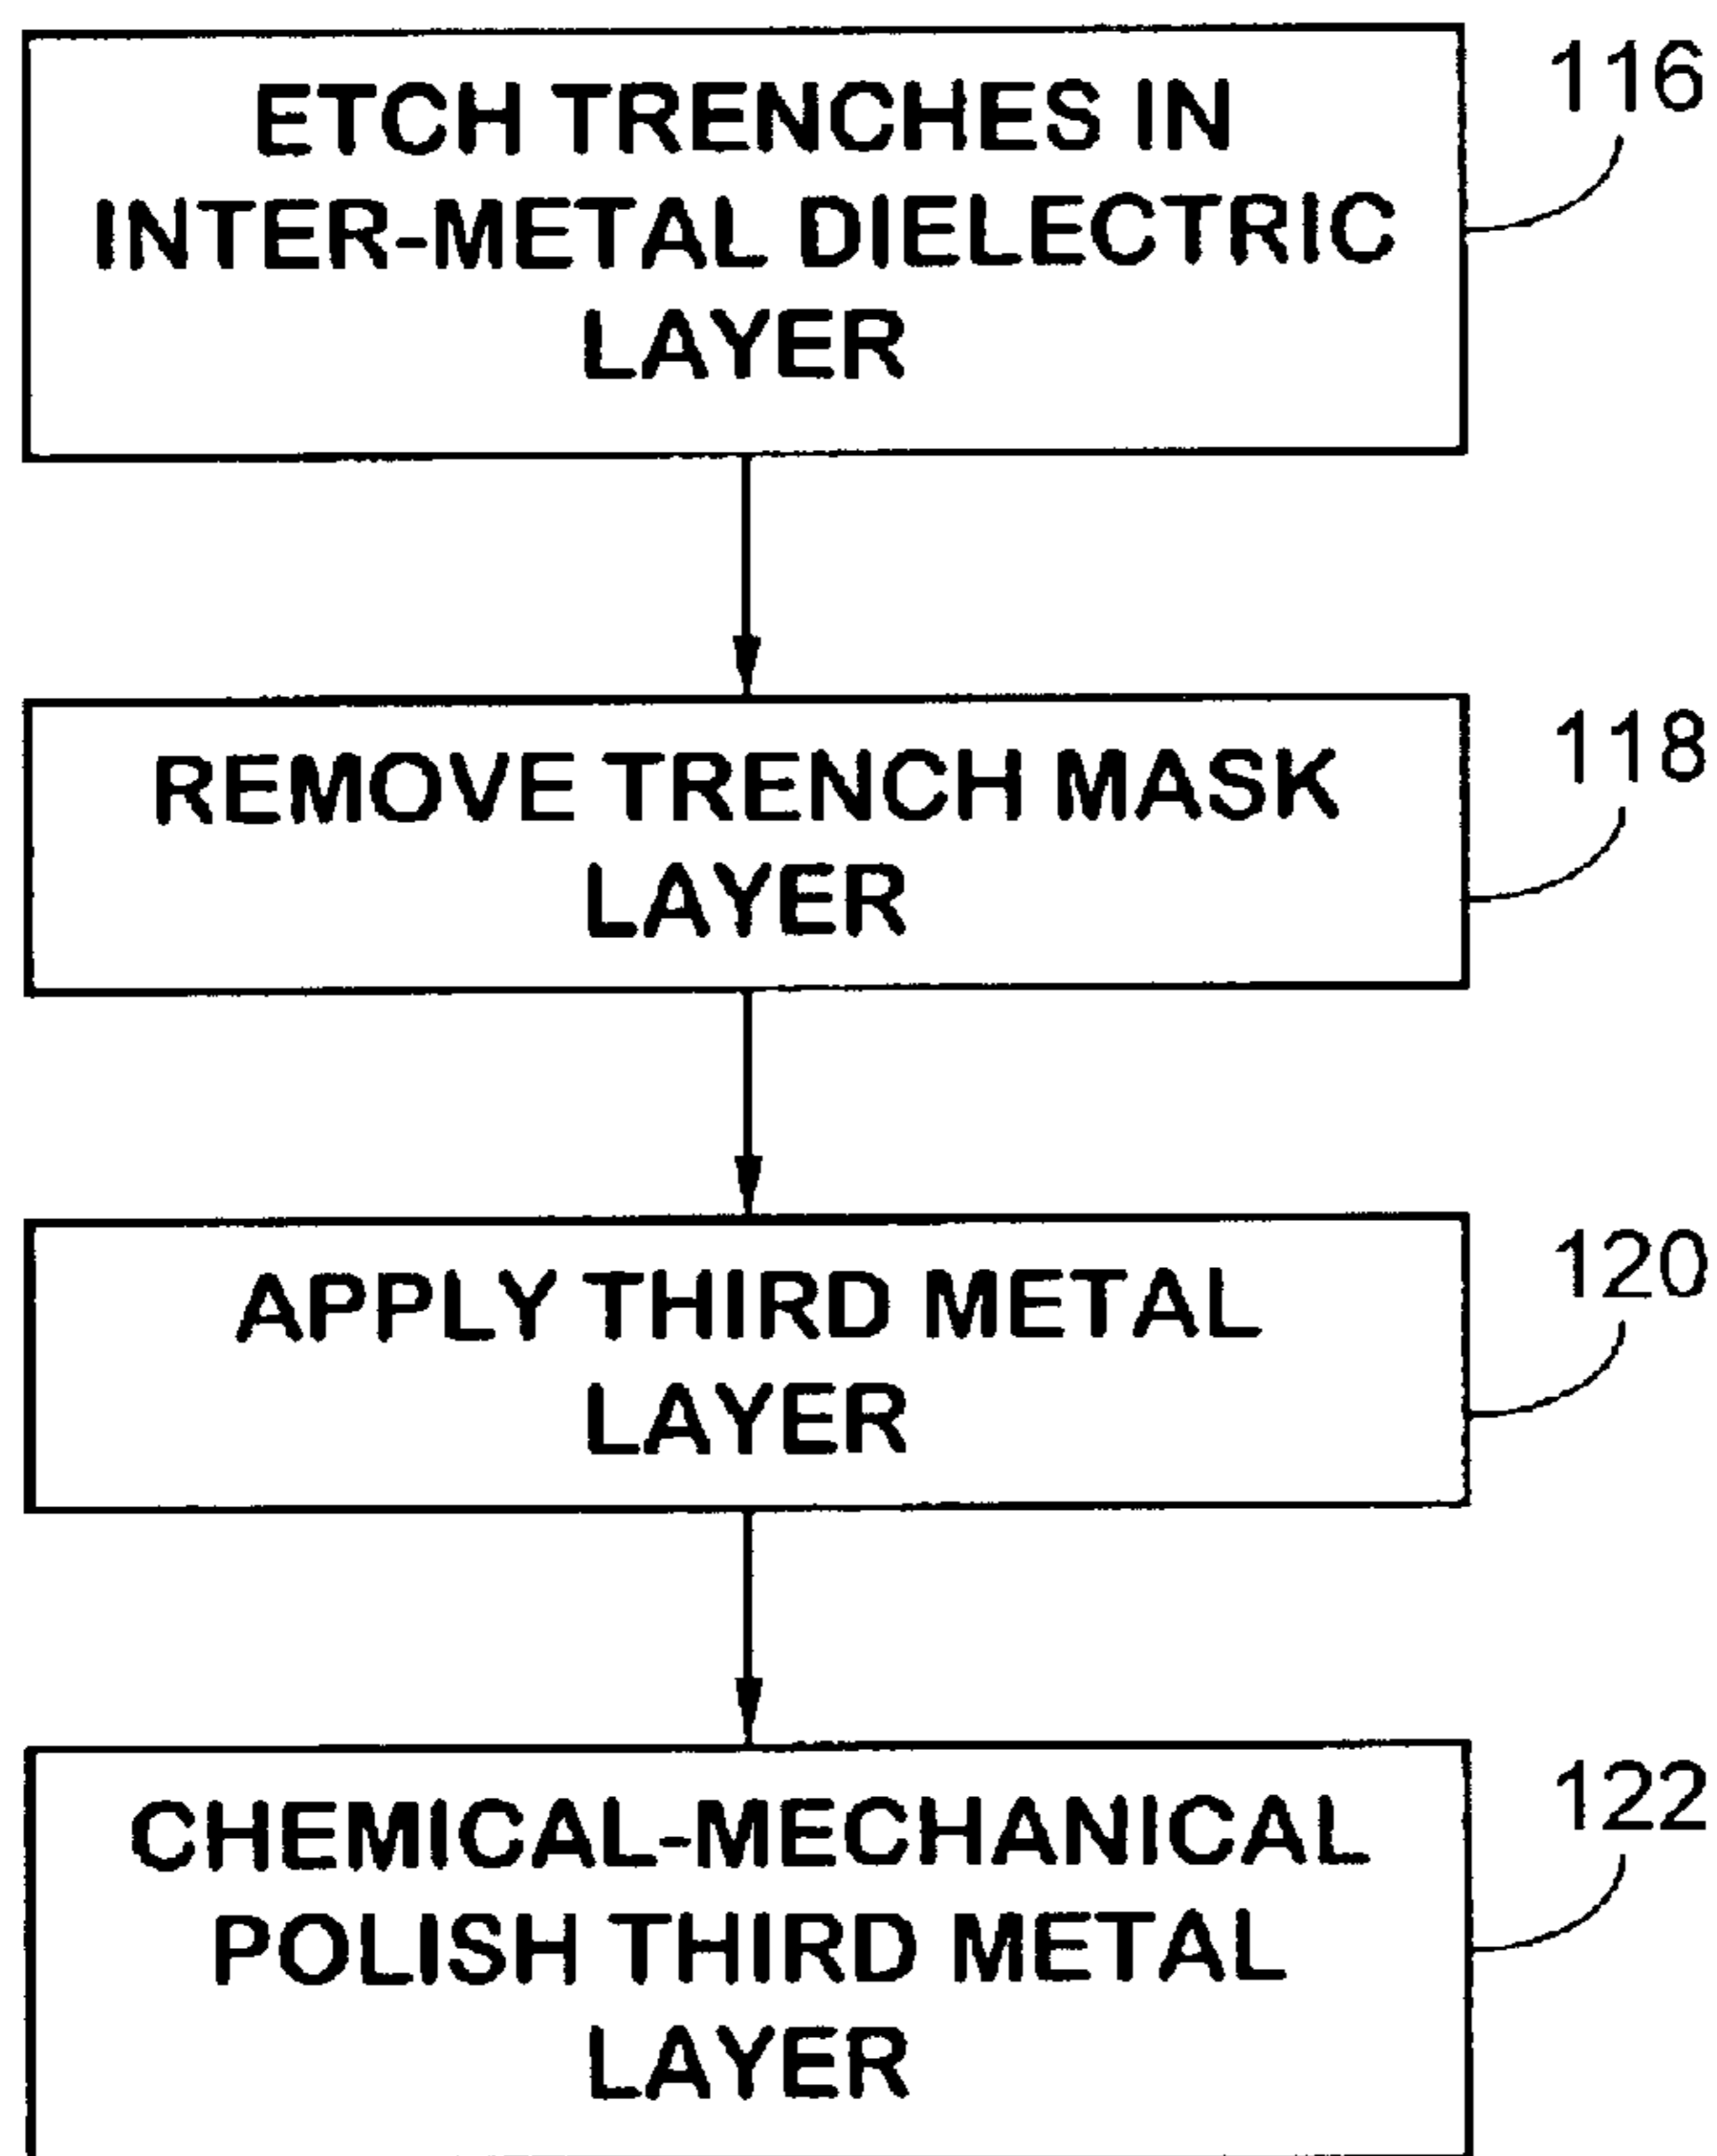 ETCH TRENCHES IN
INTER-METAL DIELECTRIC
LAYER
116
REMOVE TRENCH MASK
LAYER
118
APPLY THIRD METAL
LAYER
120
CHEMICAL-MECHANICAL
POLISH THIRD METAL
LAYER
122